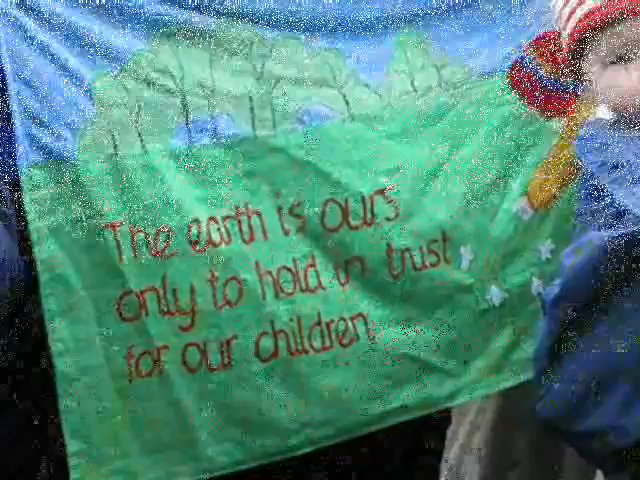 The earth is ours
only to hold in trust
for our children